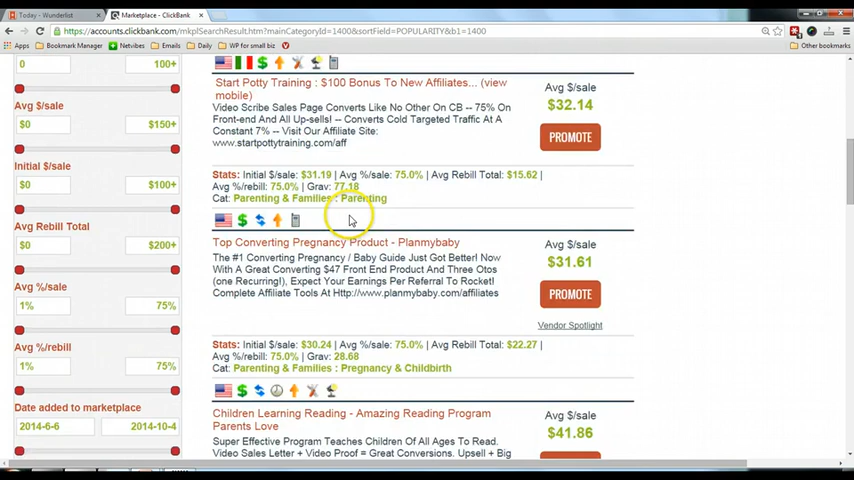 Today - Wunderlist
Marketplace - ClickBank
https://accounts.clickbank.com/mkplSearchResult.htm?mainCategoryId=1400&sortField=POPULARITY&b1=1400
Apps
Bookmark Manager
Netvibes
Emails
Daily
WP for small biz
Other bookmarks
0
100+
Avg $/sale
$0
$150+
Initial $/sale
$0
$100+
Avg Rebill Total
$0
$200+
Avg %/sale
1%
75%
Avg %/rebill
1%
75%
Date added to marketplace
2014-6-6
2014-10-4
Start Potty Training : $100 Bonus To New Affiliates... (view
mobile)
Video Scribe Sales Page Converts Like No Other On CB -- 75% On
Front-end And All Up-sells! -- Converts Cold Targeted Traffic At A
Constant 7% -- Visit Our Affiliate Site:
www.startpottytraining.com/aff
Avg $/sale
$32.14
PROMOTE
Stats: Initial $/sale: $31.19 | Avg %/sale: 75.0% | Avg Rebill Total: $15.62 |
Avg %/rebill: 75.0% | Grav: 77.18
Cat: Parenting & Families : Parenting
Top Converting Pregnancy Product - Planmybaby
The #1 Converting Pregnancy / Baby Guide Just Got Better! Now
With A Great Converting $47 Front End Product And Three Otos
(one Recurring!), Expect Your Earnings Per Referral To Rocket!
Complete Affiliate Tools At Http://www.planmybaby.com/affiliates
Avg $/sale
$31.61
PROMOTE
Vendor Spotlight
Stats: Initial $/sale: $30.24 | Avg %/sale: 75.0% | Avg Rebill Total: $22.27 |
Avg %/rebill: 75.0% | Grav: 28.68
Cat: Parenting & Families : Pregnancy & Childbirth
Children Learning Reading - Amazing Reading Program
Parents Love
Super Effective Program Teaches Children Of All Ages To Read.
Video Sales Letter + Video Proof = Great Conversions. Upsell + Big
Avg $/sale
$41.86
PROMOTE